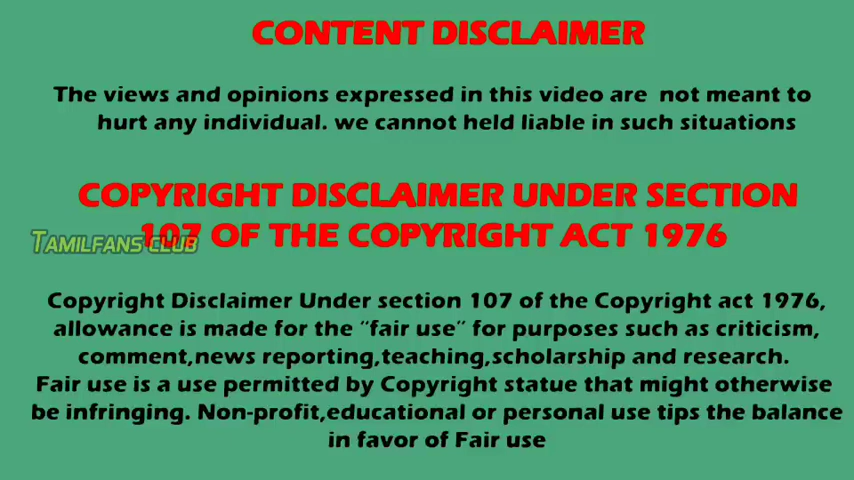 CONTENT DISCLAIMER
The views and opinions expressed in this video are not meant to
hurt any individual. we cannot held liable in such situations
COPYRIGHT DISCLAIMER UNDER SECTION
107 OF THE COPYRIGHT ACT 1976
TAMILFANS CLUB
Copyright Disclaimer Under section 107 of the Copyright act 1976,
allowance is made for the “fair use” for purposes such as criticism,
comment,news reporting,teaching,scholarship and research.
Fair use is a use permitted by Copyright statue that might otherwise
be infringing. Non-profit,educational or personal use tips the balance
in favor of Fair use